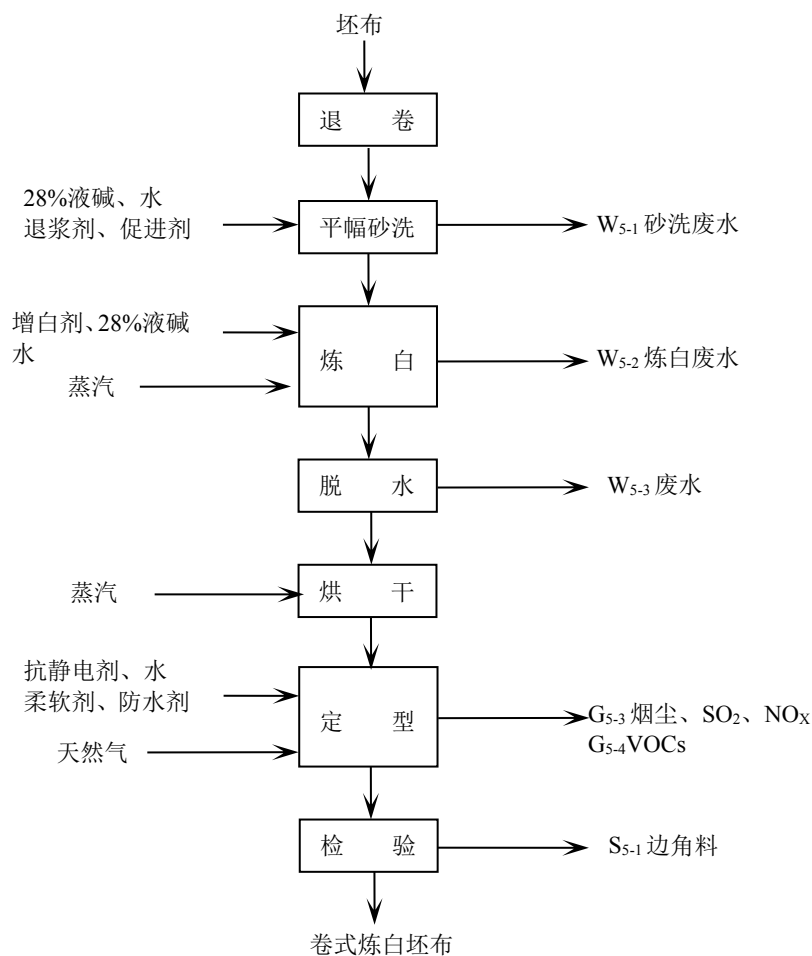 坯布
退 卷
28%液碱、水
退浆剂、促进剂
平幅砂洗
W5-1 砂洗废水
增白剂、28%液碱
水
蒸汽
炼 白
W5-2 炼白废水
脱 水
W5-3 废水
蒸汽
烘 干
抗静电剂、水
柔软剂、防水剂
天然气
定 型
G5-3 烟尘、SO2、NOX
G5-4VOCs
检 验
S5-1 边角料
卷式炼白坯布